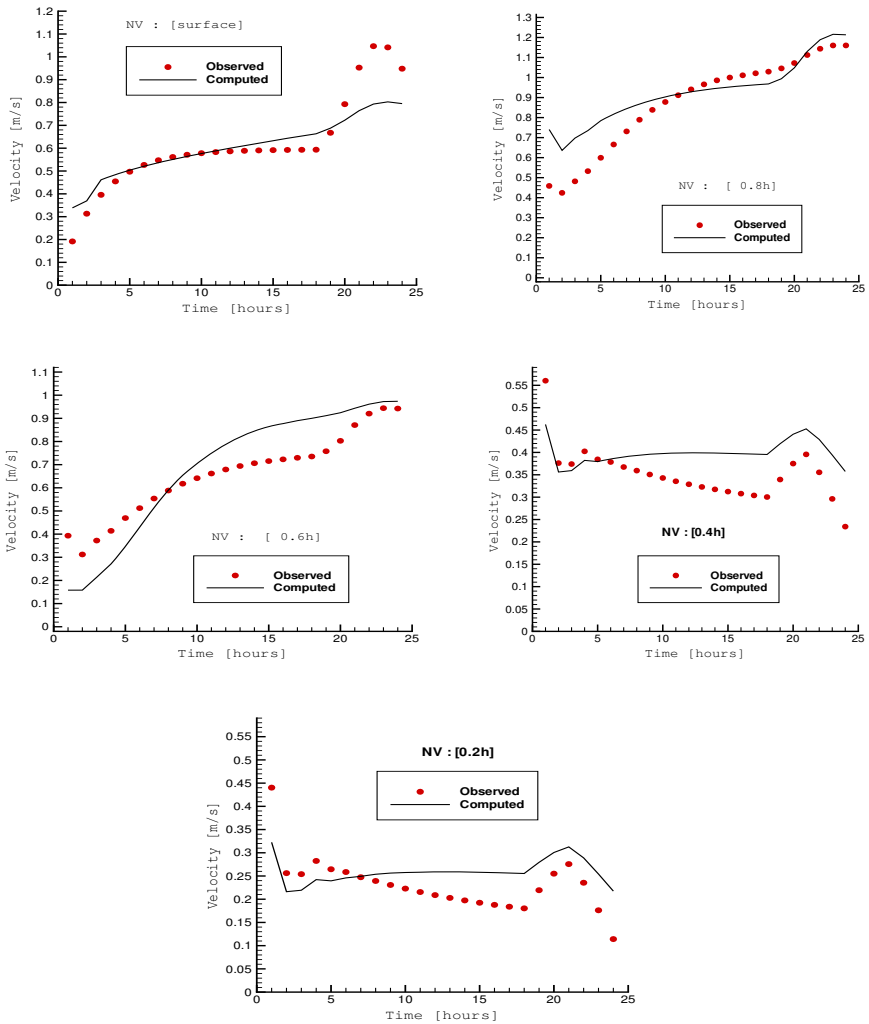 NV : [surface]
Observed
Computed
Velocity [m/s]
1.2
1.1
1
0.9
0.8
0.7
0.6
0.5
0.4
0.3
0.2
0.1
0
0 5 10 15 20 25
Time [hours]
NV : [ 0.8h]
Observed
Computed
Velocity [m/s]
1.3
1.2
1.1
1
0.9
0.8
0.7
0.6
0.5
0.4
0.3
0.2
0.1
0
0 5 10 15 20 25
Time [hours]
NV : [ 0.6h]
Observed
Computed
Velocity [m/s]
1.1
1
0.9
0.8
0.7
0.6
0.5
0.4
0.3
0.2
0.1
0
0 5 10 15 20 25
Time [hours]
NV : [0.4h]
Observed
Computed
Velocity [m/s]
0.55
0.5
0.45
0.4
0.35
0.3
0.25
0.2
0.15
0.1
0.05
0
0 5 10 15 20 25
Time [hours]
NV : [0.2h]
Observed
Computed
Velocity [m/s]
0.55
0.5
0.45
0.4
0.35
0.3
0.25
0.2
0.15
0.1
0.05
0
0 5 10 15 20 25
Time [hours]